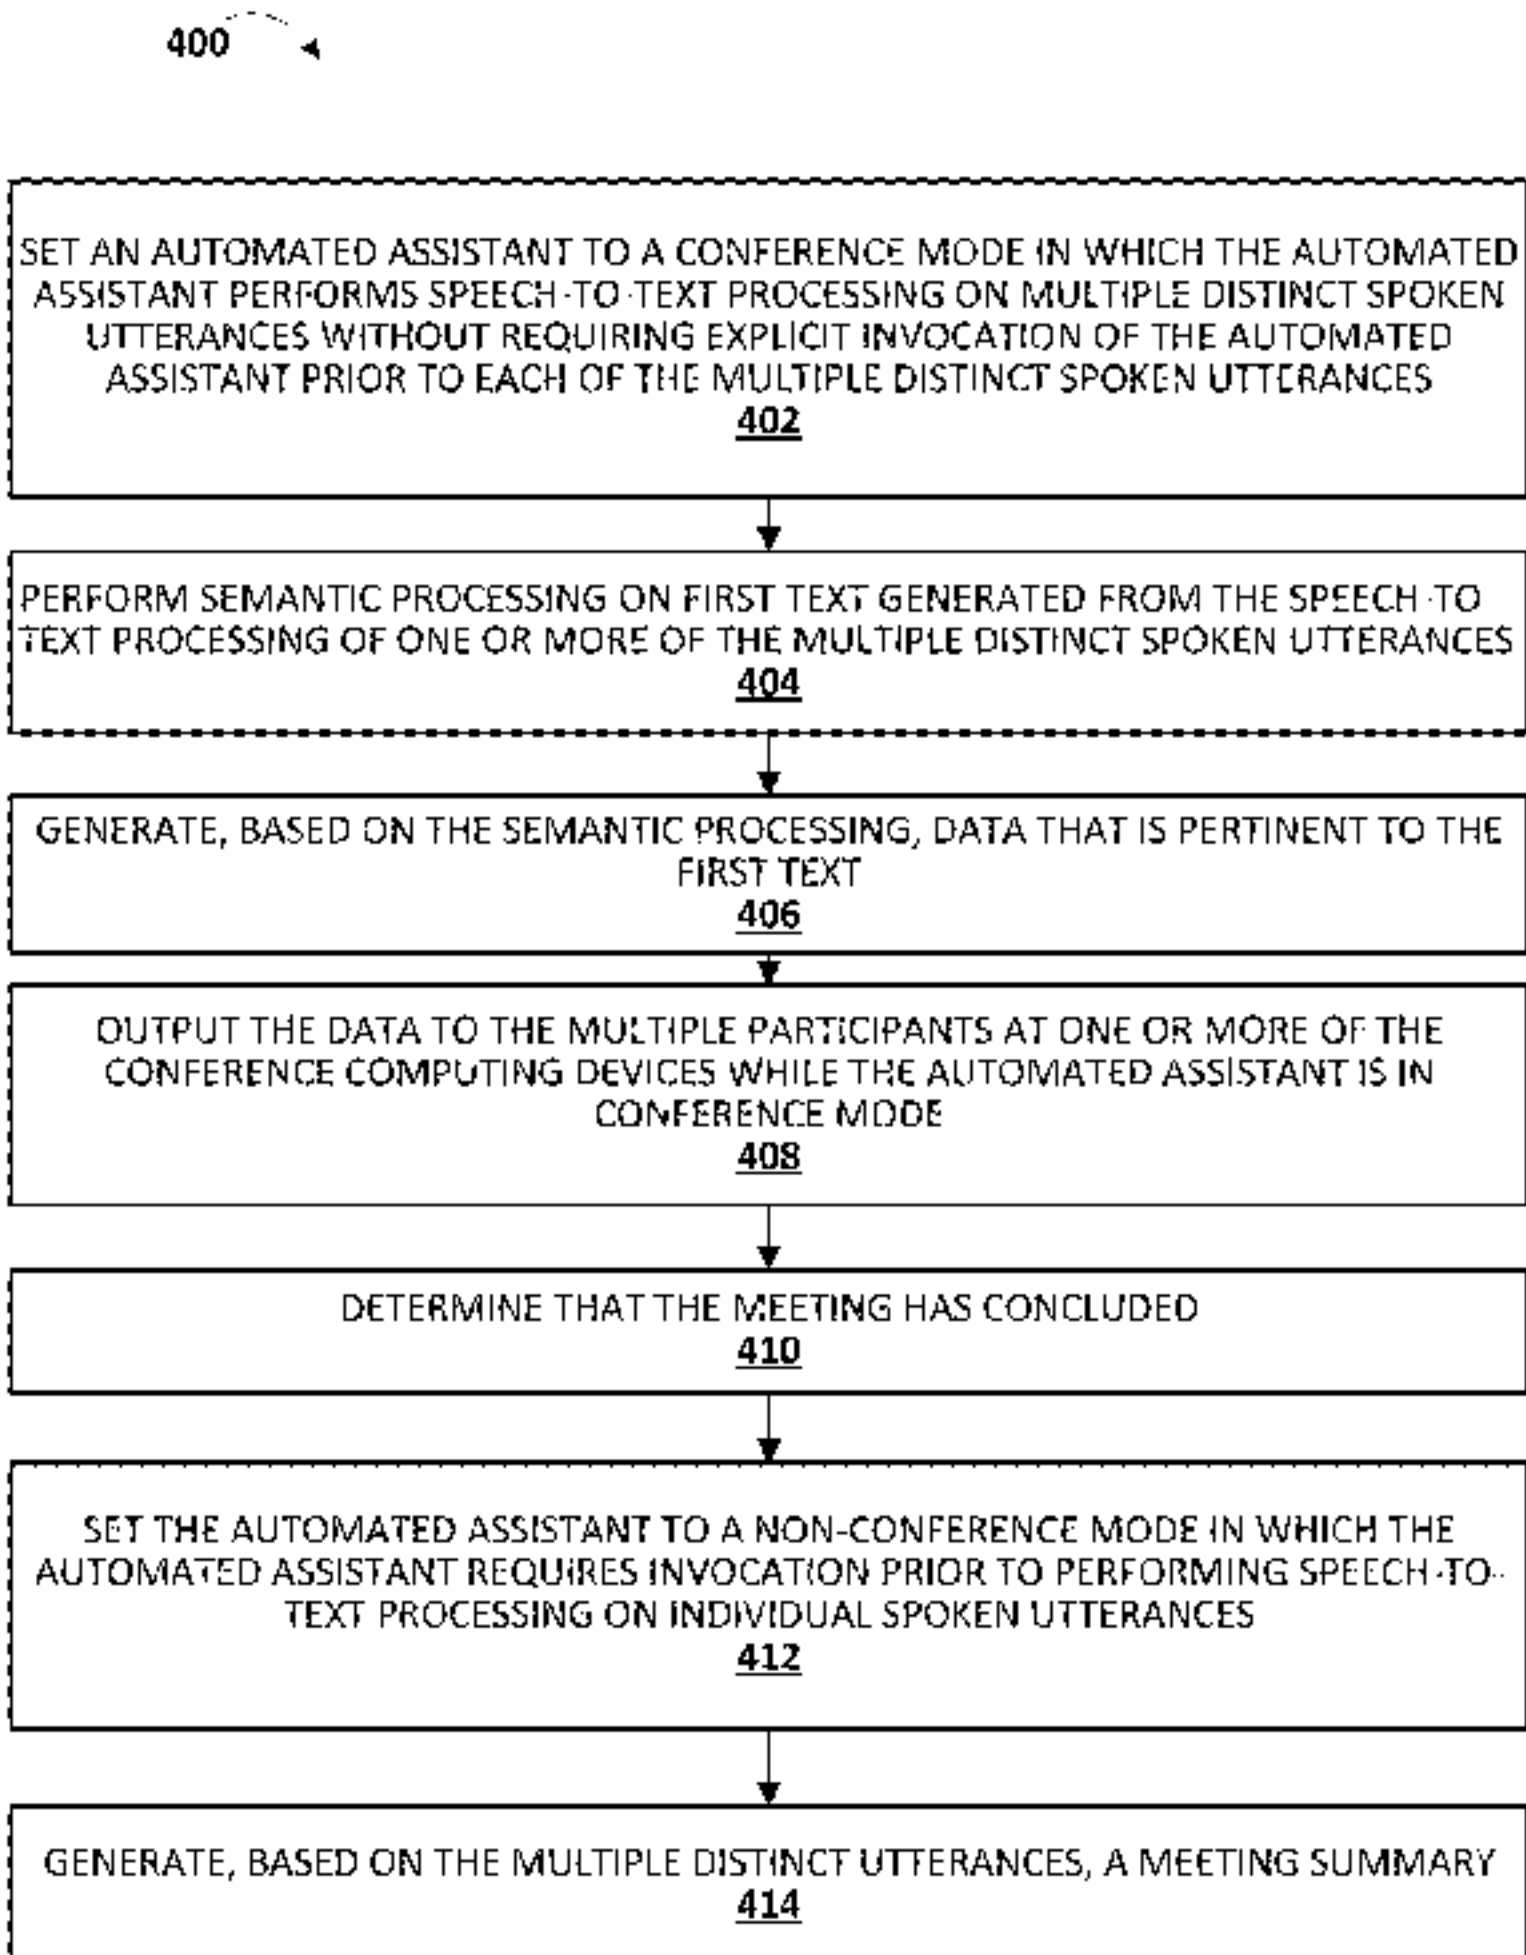 400
SET AN AUTOMATED ASSISTANT TO A CONFERENCE MODE IN WHICH THE AUTOMATED
ASSISTANT PERFORMS SPEECH-TO-TEXT PROCESSING ON MULTIPLE DISTINCT SPOKEN
UTTERANCES WITHOUT REQUIRING EXPLICIT INVOCATION OF THE AUTOMATED
ASSISTANT PRIOR TO EACH OF THE MULTIPLE DISTINCT SPOKEN UTTERANCES
402
PERFORM SEMANTIC PROCESSING ON FIRST TEXT GENERATED FROM THE SPEECH-TO
TEXT PROCESSING OF ONE OR MORE OF THE MULTIPLE DISTINCT SPOKEN UTTERANCES
404
GENERATE, BASED ON THE SEMANTIC PROCESSING, DATA THAT IS PERTINENT TO THE
FIRST TEXT
406
OUTPUT THE DATA TO THE MULTIPLE PARTICIPANTS AT ONE OR MORE OF THE
CONFERENCE COMPUTING DEVICES WHILE THE AUTOMATED ASSISTANT IS IN
CONFERENCE MODE
408
DETERMINE THAT THE MEETING HAS CONCLUDED
410
SET THE AUTOMATED ASSISTANT TO A NON-CONFERENCE MODE IN WHICH THE
AUTOMATED ASSISTANT REQUIRES INVOCATION PRIOR TO PERFORMING SPEECH-TO-
TEXT PROCESSING ON INDIVIDUAL SPOKEN UTTERANCES
412
GENERATE, BASED ON THE MULTIPLE DISTINCT UTTERANCES, A MEETING SUMMARY
414